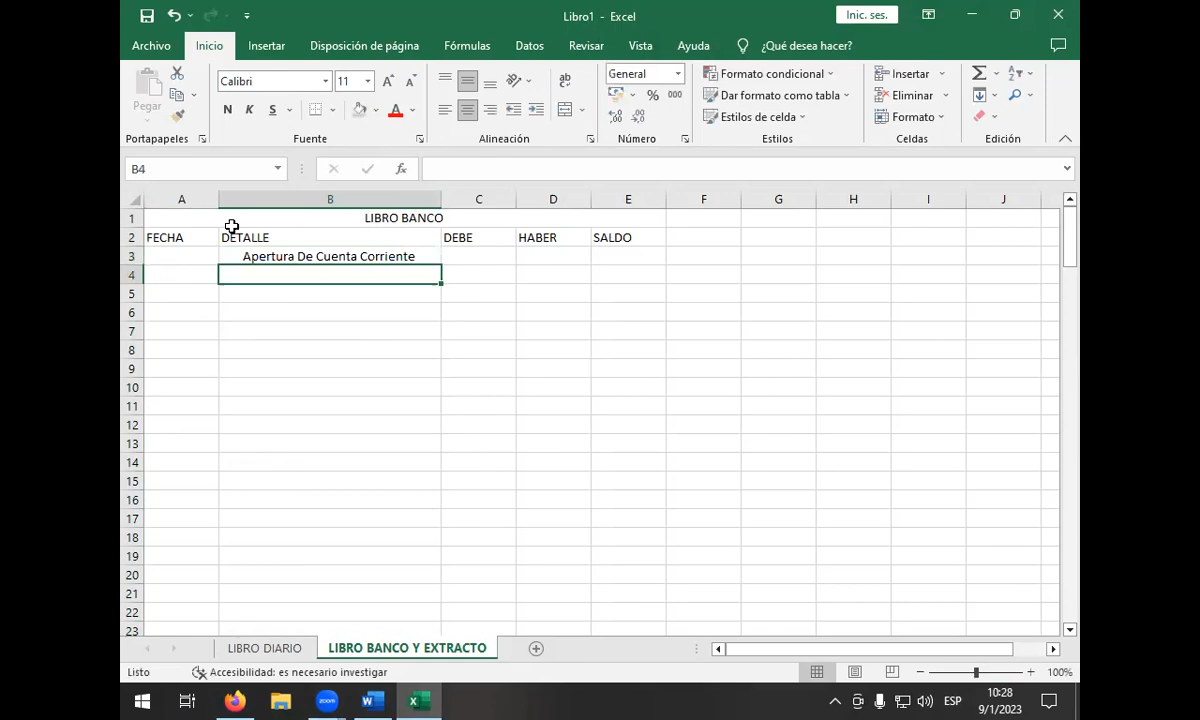 Libro1 - Excel
Inic. ses.
Archivo Inicio Insertar Disposición de página Fórmulas Datos Revisar Vista Ayuda ¿Qué desea hacer?
Pegar
Calibri 11
N K S
General
% 000
Formato condicional
Dar formato como tabla
Estilos de celda
Insertar
Eliminar
Formato
Portapapeles Fuente Alineación Número Estilos Celdas Edición
B4
fx
A B C D E F G H I J
1 LIBRO BANCO
2 FECHA DETALLE DEBE HABER SALDO
3 Apertura De Cuenta Corriente
4
5
6
7
8
9
10
11
12
13
14
15
16
17
18
19
20
21
22
23
LIBRO DIARIO LIBRO BANCO Y EXTRACTO
Listo Accesibilidad: es necesario investigar 100%
zoom
ESP
10:28
9/1/2023